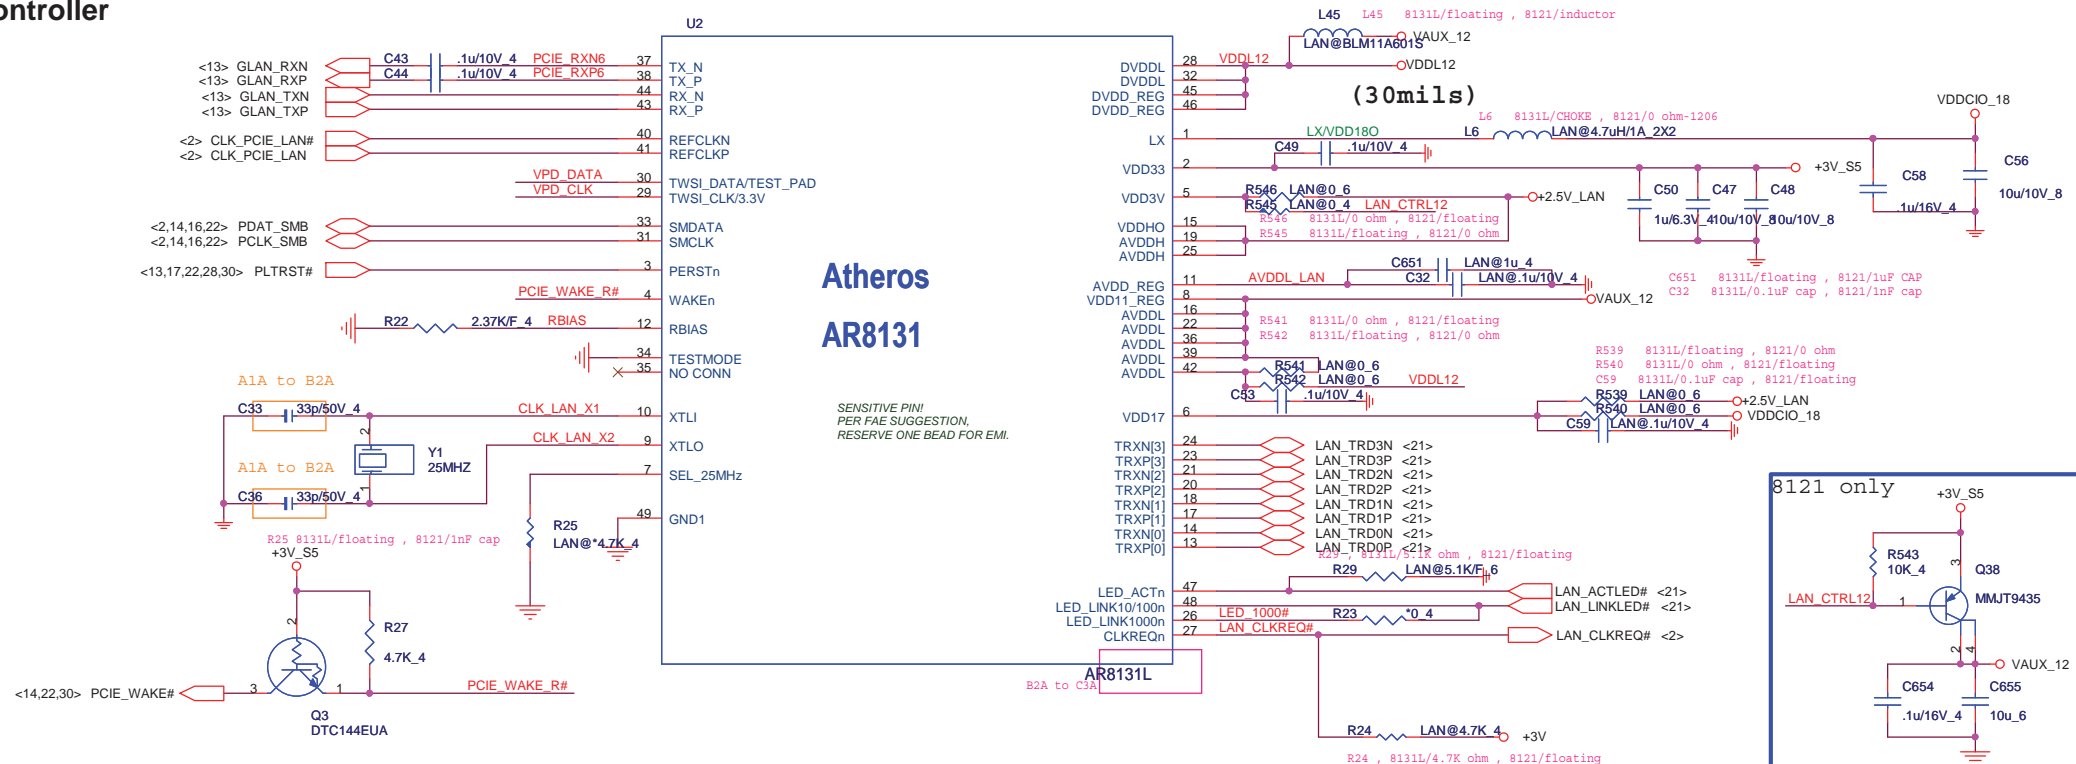 ontroller
U2
L45
L45 8131L/floating , 8121/inductor
LAN@BLM11A601S
VAUX_12
VDDL12
VDDL12
(30mils)
<13> GLAN_RXN
<13> GLAN_RXP
<13> GLAN_TXN
<13> GLAN_TXP
C43 .1u/10V_4 PCIE_RXN6
C44 .1u/10V_4 PCIE_RXP6
37 TX_N
38 TX_P
44 RX_N
43 RX_P
<2> CLK_PCIE_LAN#
<2> CLK_PCIE_LAN
40 REFCLKN
41 REFCLKP
VPD_DATA 30 TWSI_DATA/TEST_PAD
VPD_CLK 29 TWSI_CLK/3.3V
<2,14,16,22> PDAT_SMB 33 SMDATA
<2,14,16,22> PCLK_SMB 31 SMCLK
<13,17,22,28,30> PLTRST# 3 PERSTn
PCIE_WAKE_R# 4 WAKEn
R22 2.37K/F_4 RBIAS 12 RBIAS
34 TESTMODE
35 NO CONN
A1A to B2A
C33 33p/50V_4 CLK_LAN_X1 10 XTLI
2
CLK_LAN_X2 9 XTLO
Y1
25MHZ
1
A1A to B2A
C36 33p/50V_4
7 SEL_25MHz
R25
LAN@*4.7K_4
49 GND1
R25 8131L/floating , 8121/1nF cap
+3V_S5
2
R27
4.7K_4
<14,22,30> PCIE_WAKE# 3 1 PCIE_WAKE_R#
Q3
DTC144EUA
Atheros
AR8131
SENSITIVE PIN!
PER FAE SUGGESTION,
RESERVE ONE BEAD FOR EMI.
DVDDL 28
DVDDL 32
DVDD_REG 45
DVDD_REG 46
LX 1 LX/VDD18O
L6 8131L/CHOKE , 8121/0 ohm-1206
L6 LAN@4.7uH/1A_2X2
VDDCIO_18
C49 .1u/10V_4
VDD33 2 +3V_S5
C50
1u/6.3V_4
C47
10u/10V_8
C48
10u/10V_8
C58
.1u/16V_4
C56
10u/10V_8
VDD3V 5
R546 LAN@0_6 +2.5V_LAN
R545 LAN@0_4 LAN_CTRL12
R546 8131L/0 ohm , 8121/floating
R545 8131L/floating , 8121/0 ohm
VDDHO 15
AVDDH 19
AVDDH 25
AVDD_REG 11 AVDDL_LAN
C651 LAN@1u_4
C32 LAN@.1u/10V_4
C651 8131L/floating , 8121/1uF CAP
C32 8131L/0.1uF cap , 8121/1nF cap
VDD11_REG 8 VAUX_12
AVDDL 16
AVDDL 22
AVDDL 36
AVDDL 39
AVDDL 42
R541 8131L/0 ohm , 8121/floating
R542 8131L/floating , 8121/0 ohm
R541 LAN@0_6
R542 LAN@0_6 VDDL12
C53 .1u/10V_4
R539 8131L/floating , 8121/0 ohm
R540 8131L/0 ohm , 8121/floating
C59 8131L/0.1uF cap , 8121/floating
VDD17 6
R539 LAN@0_6 +2.5V_LAN
R540 LAN@0_6 VDDCIO_18
C59 LAN@.1u/10V_4
TRXN[3] 24 LAN_TRD3N <21>
TRXP[3] 23 LAN_TRD3P <21>
TRXN[2] 21 LAN_TRD2N <21>
TRXP[2] 20 LAN_TRD2P <21>
TRXN[1] 18 LAN_TRD1N <21>
TRXP[1] 17 LAN_TRD1P <21>
TRXN[0] 14 LAN_TRD0N <21>
TRXP[0] 13 LAN_TRD0P <21>
R29 , 8131L/5.1K ohm , 8121/floating
R29 LAN@5.1K/F_6
LED_ACTn 47 LAN_ACTLED# <21>
LED_LINK10/100n 48 LAN_LINKLED# <21>
LED_LINK1000n 26 LED_1000# R23 *0_4
CLKREQn 27 LAN_CLKREQ# LAN_CLKREQ# <2>
AR8131L
B2A to C3A
R24 LAN@4.7K_4 +3V
R24 , 8131L/4.7K ohm , 8121/floating
8121 only
+3V_S5
R543
10K_4
3
Q38
MMJT9435
LAN_CTRL12 1
2 4
VAUX_12
C654
.1u/16V_4
C655
10u_6